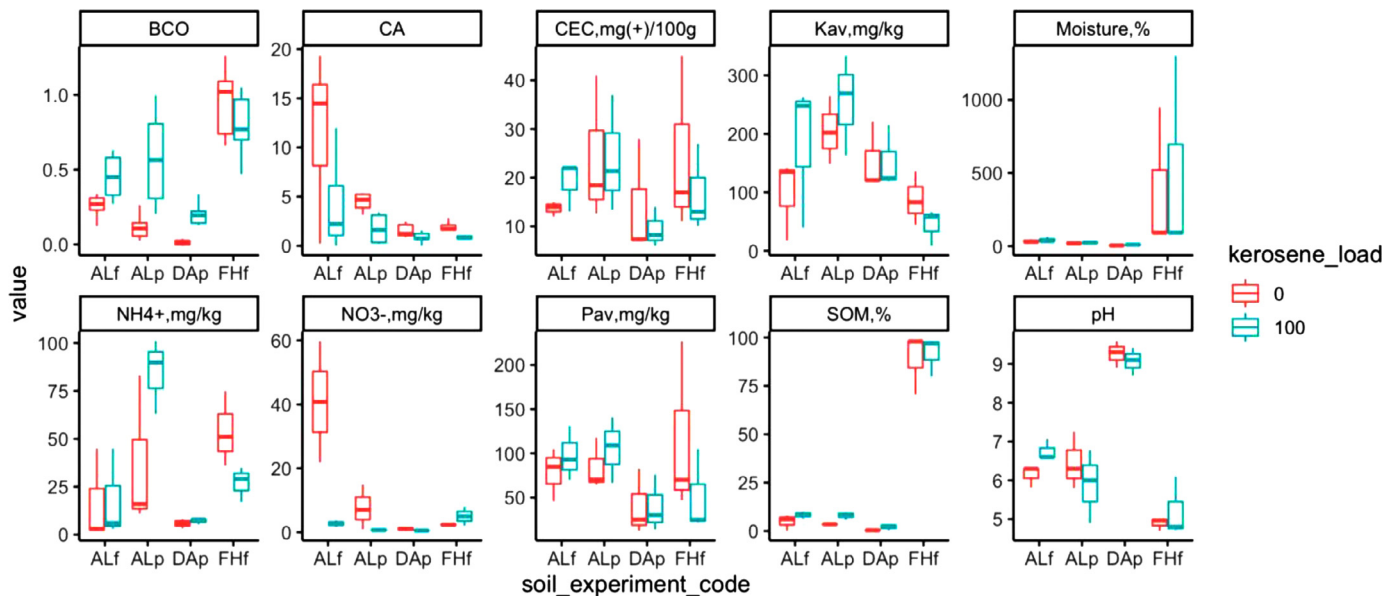 BCO
CA
CEC,mg(+)/100g
Kav,mg/kg
Moisture,%
1.0
0.5
0.0
20
15
10
5
0
40
30
20
10
300
200
100
0
1000
500
0
ALf ALp DAp FHf
ALf ALp DAp FHf
ALf ALp DAp FHf
ALf ALp DAp FHf
ALf ALp DAp FHf
value
kerosene_load
0
100
NH4+,mg/kg
NO3-,mg/kg
Pav,mg/kg
SOM,%
pH
100
75
50
25
0
60
40
20
0
200
150
100
50
100
75
50
25
0
9
8
7
6
5
ALf ALp DAp FHf
ALf ALp DAp FHf
ALf ALp DAp FHf
ALf ALp DAp FHf
ALf ALp DAp FHf
soil_experiment_code